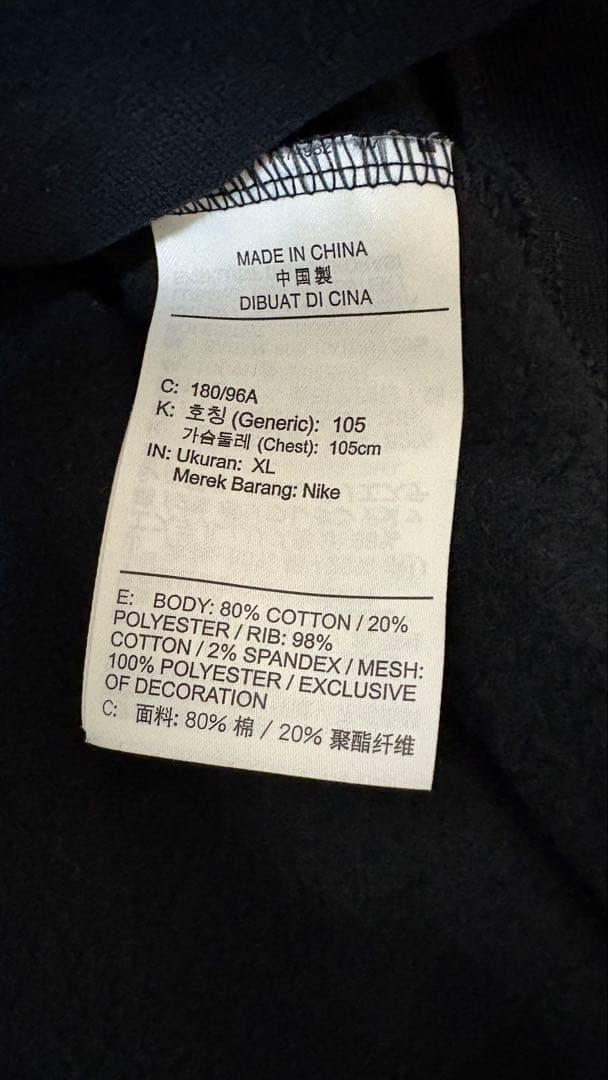 MADE IN CHINA
中国製
DIBUAT DI CINA
C: 180/96A
K: 호칭 (Generic): 105
가슴둘레 (Chest): 105cm
IN: Ukuran: XL
Merek Barang: Nike
E: BODY: 80% COTTON / 20%
POLYESTER / RIB: 98%
COTTON / 2% SPANDEX / MESH:
100% POLYESTER / EXCLUSIVE
OF DECORATION
C: 面料: 80% 棉 / 20% 聚酯纤维